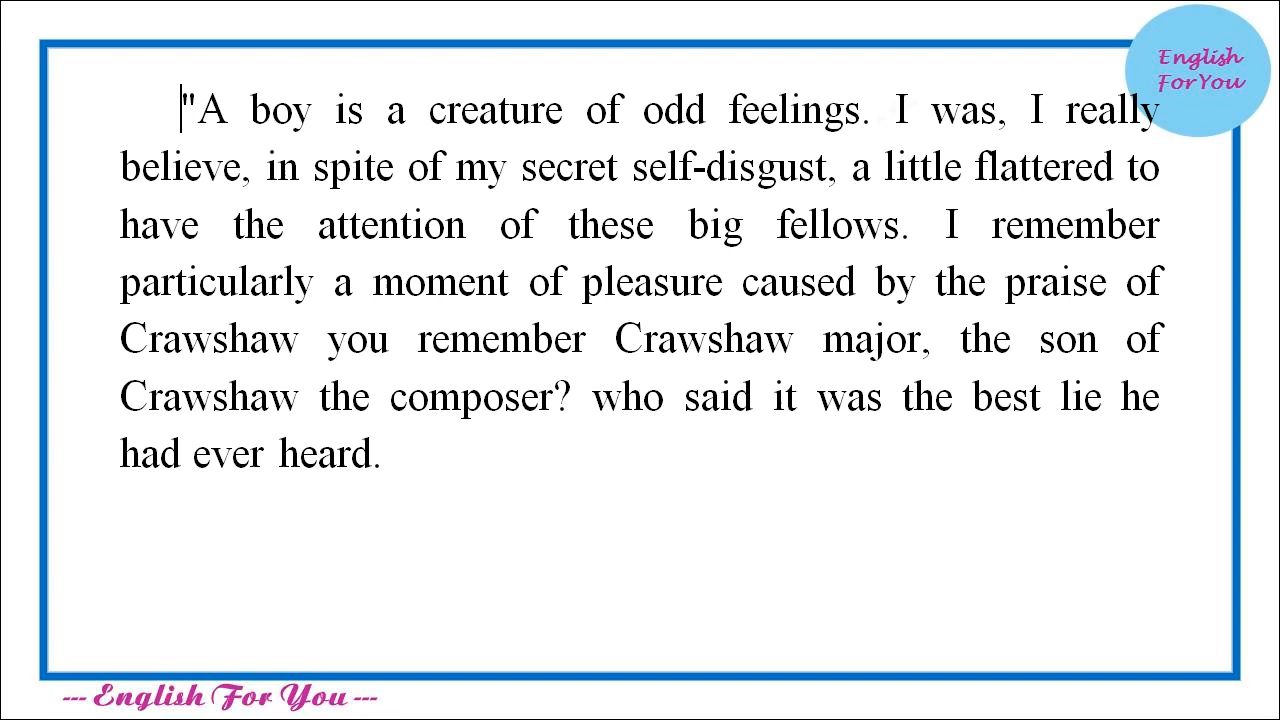 English
For You
"A boy is a creature of odd feelings. I was, I really
believe, in spite of my secret self-disgust, a little flattered to
have the attention of these big fellows. I remember
particularly a moment of pleasure caused by the praise of
Crawshaw you remember Crawshaw major, the son of
Crawshaw the composer? who said it was the best lie he
had ever heard.
--- English For You ---